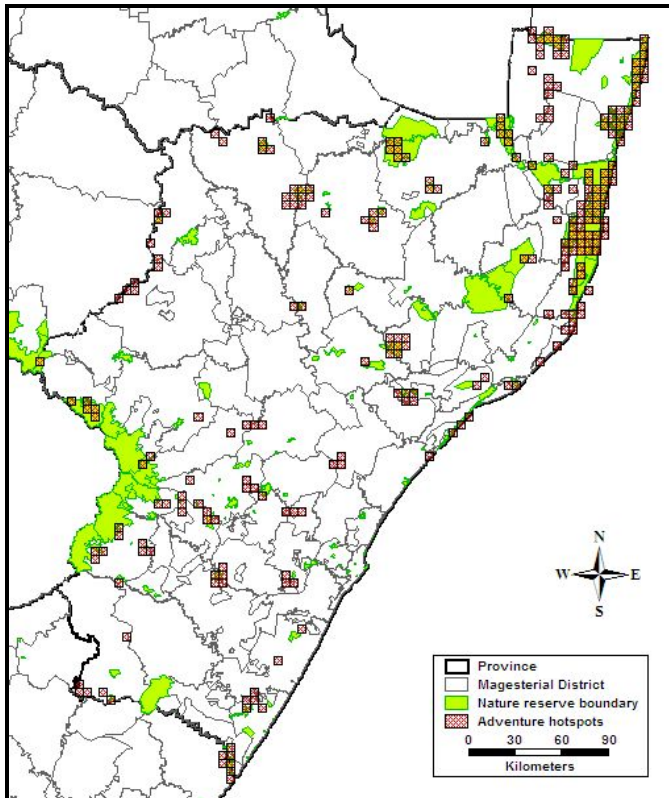 N
W E
S
Province
Magesterial District
Nature reserve boundary
Adventure hotspots
0 30 60 90
Kilometers